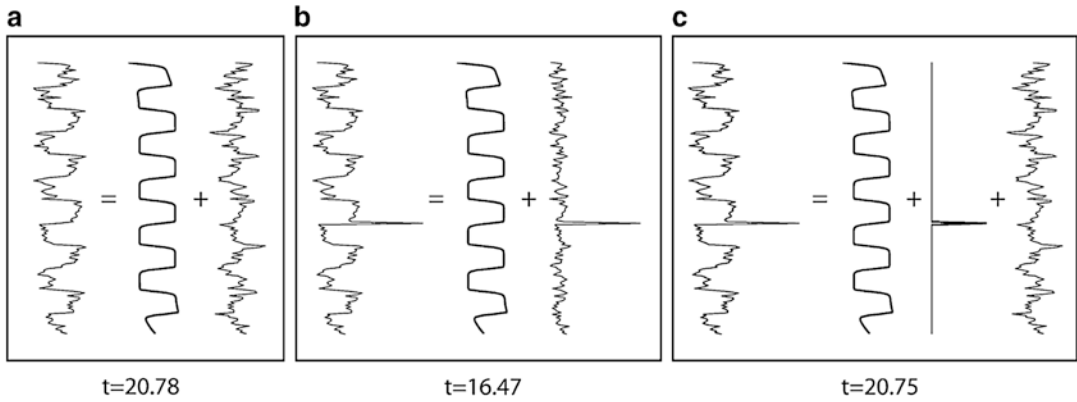 a
b
c
= +
= +
= + +
t=20.78
t=16.47
t=20.75